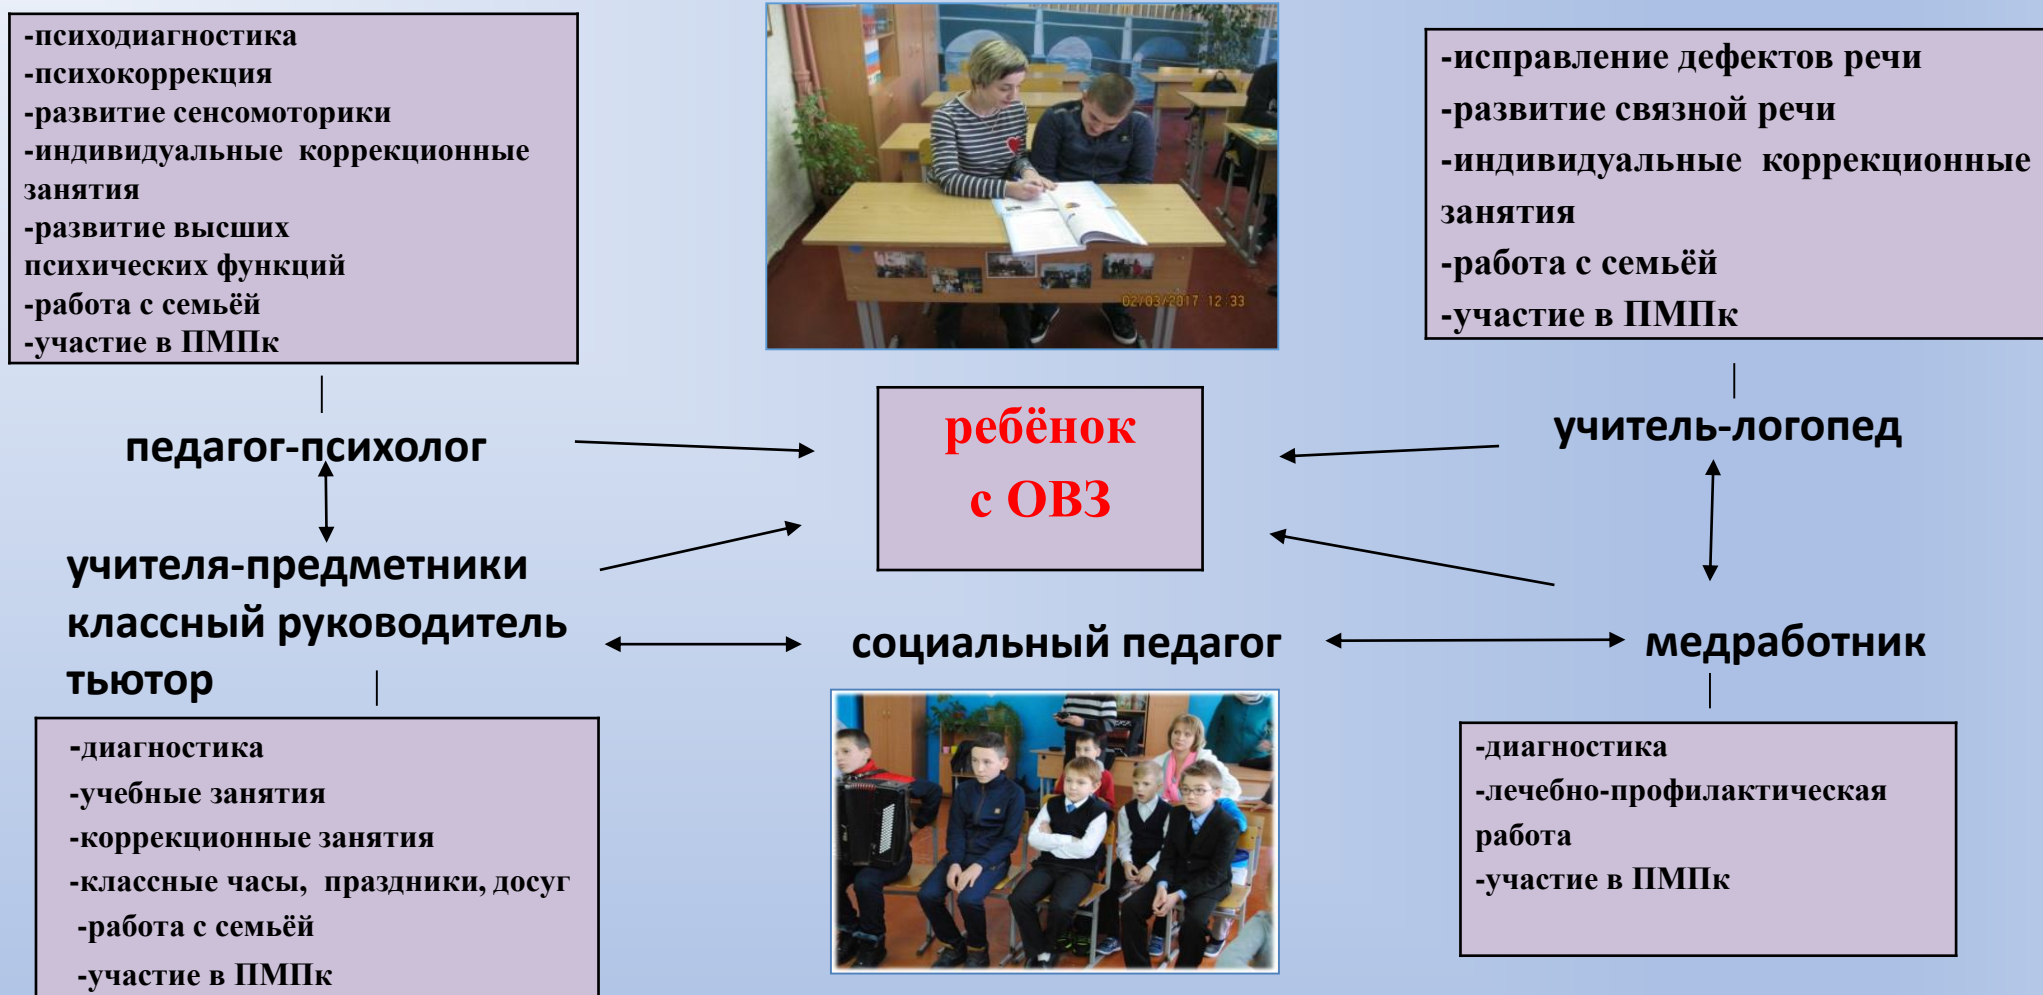 -психодиагностика
-психокоррекция
-развитие сенсомоторики
-индивидуальные  коррекционные
занятия
-развитие высших
психических функций
-работа с семьёй
-участие в ПМПк
02/03/2017 12 33
-исправление дефектов речи
-развитие связной речи
-индивидуальные  коррекционные
занятия
-работа с семьёй
-участие в ПМПк
педагог-психолог
ребёнок
с ОВЗ
учитель-логопед
учителя-предметники
классный руководитель
тьютор
социальный педагог
медработник
-диагностика
-учебные занятия
-коррекционные занятия
-классные часы,  праздники, досуг
-работа с семьёй
-участие в ПМПк
-диагностика
-лечебно-профилактическая
работа
-участие в ПМПк